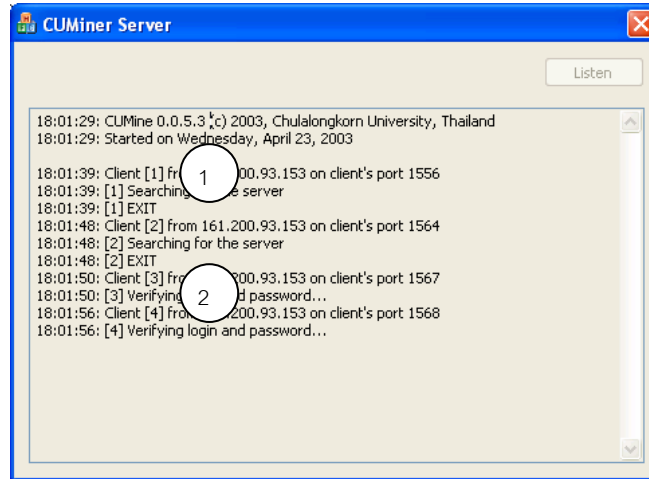 CUMiner Server
Listen
18:01:29: CUMine 0.0.5.3 c) 2003, Chulalongkorn University, Thailand
18:01:29: Started on Wednesday, April 23, 2003
18:01:39: Client [1] fr 1 00.93.153 on client's port 1556
18:01:39: [1] Searching e server
18:01:39: [1] EXIT
18:01:48: Client [2] from 161.200.93.153 on client's port 1564
18:01:48: [2] Searching for the server
18:01:48: [2] EXIT
18:01:50: Client [3] fro 2 200.93.153 on client's port 1567
18:01:50: [3] Verifying d password...
18:01:56: Client [4] from .200.93.153 on client's port 1568
18:01:56: [4] Verifying login and password...